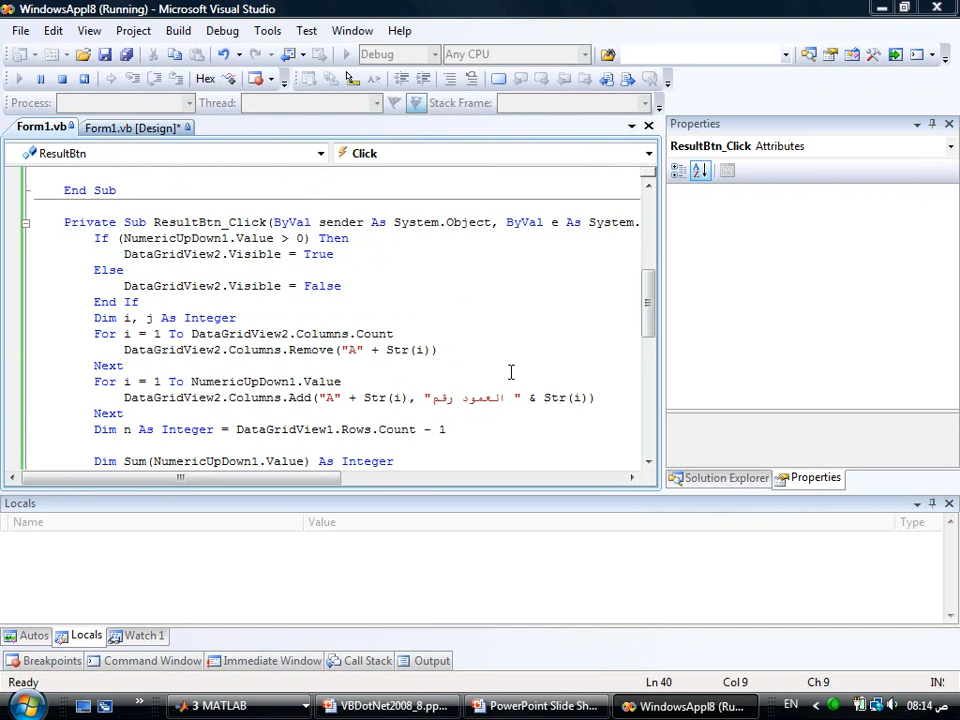 WindowsAppl8 (Running) - Microsoft Visual Studio
File Edit View Project Build Debug Tools Test Window Help
Debug Any CPU
Hex
Process: Thread: Stack Frame:
Form1.vb Form1.vb [Design]*
ResultBtn Click
End Sub
Private Sub ResultBtn_Click(ByVal sender As System.Object, ByVal e As System.
If (NumericUpDown1.Value > 0) Then
DataGridView2.Visible = True
Else
DataGridView2.Visible = False
End If
Dim i, j As Integer
For i = 1 To DataGridView2.Columns.Count
DataGridView2.Columns.Remove("A" + Str(i))
Next
For i = 1 To NumericUpDown1.Value
DataGridView2.Columns.Add("A" + Str(i), "العمود رقم " & Str(i))
Next
Dim n As Integer = DataGridView1.Rows.Count - 1
Dim Sum(NumericUpDown1.Value) As Integer
Properties
ResultBtn_Click Attributes
Solution Explorer Properties
Locals
Name Value Type
Autos Locals Watch 1
Breakpoints Command Window Immediate Window Call Stack Output
Ready Ln 40 Col 9 Ch 9 INS
3 MATLAB VBDotNet2008_8.pp... PowerPoint Slide Sh... WindowsAppl8 (Ru... EN 08:14 ص